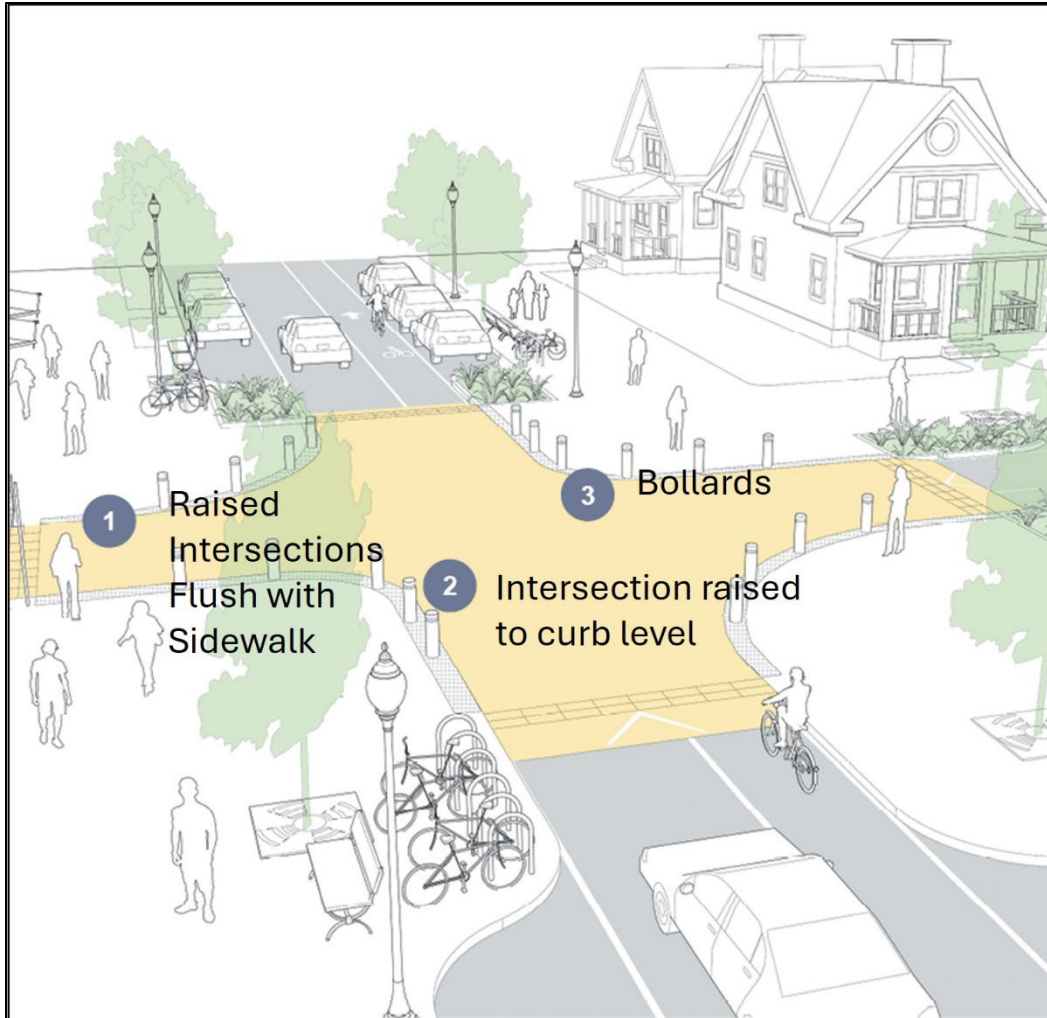 1
Raised
Intersections
Flush with
Sidewalk
3
Bollards
2
Intersection raised
to curb level